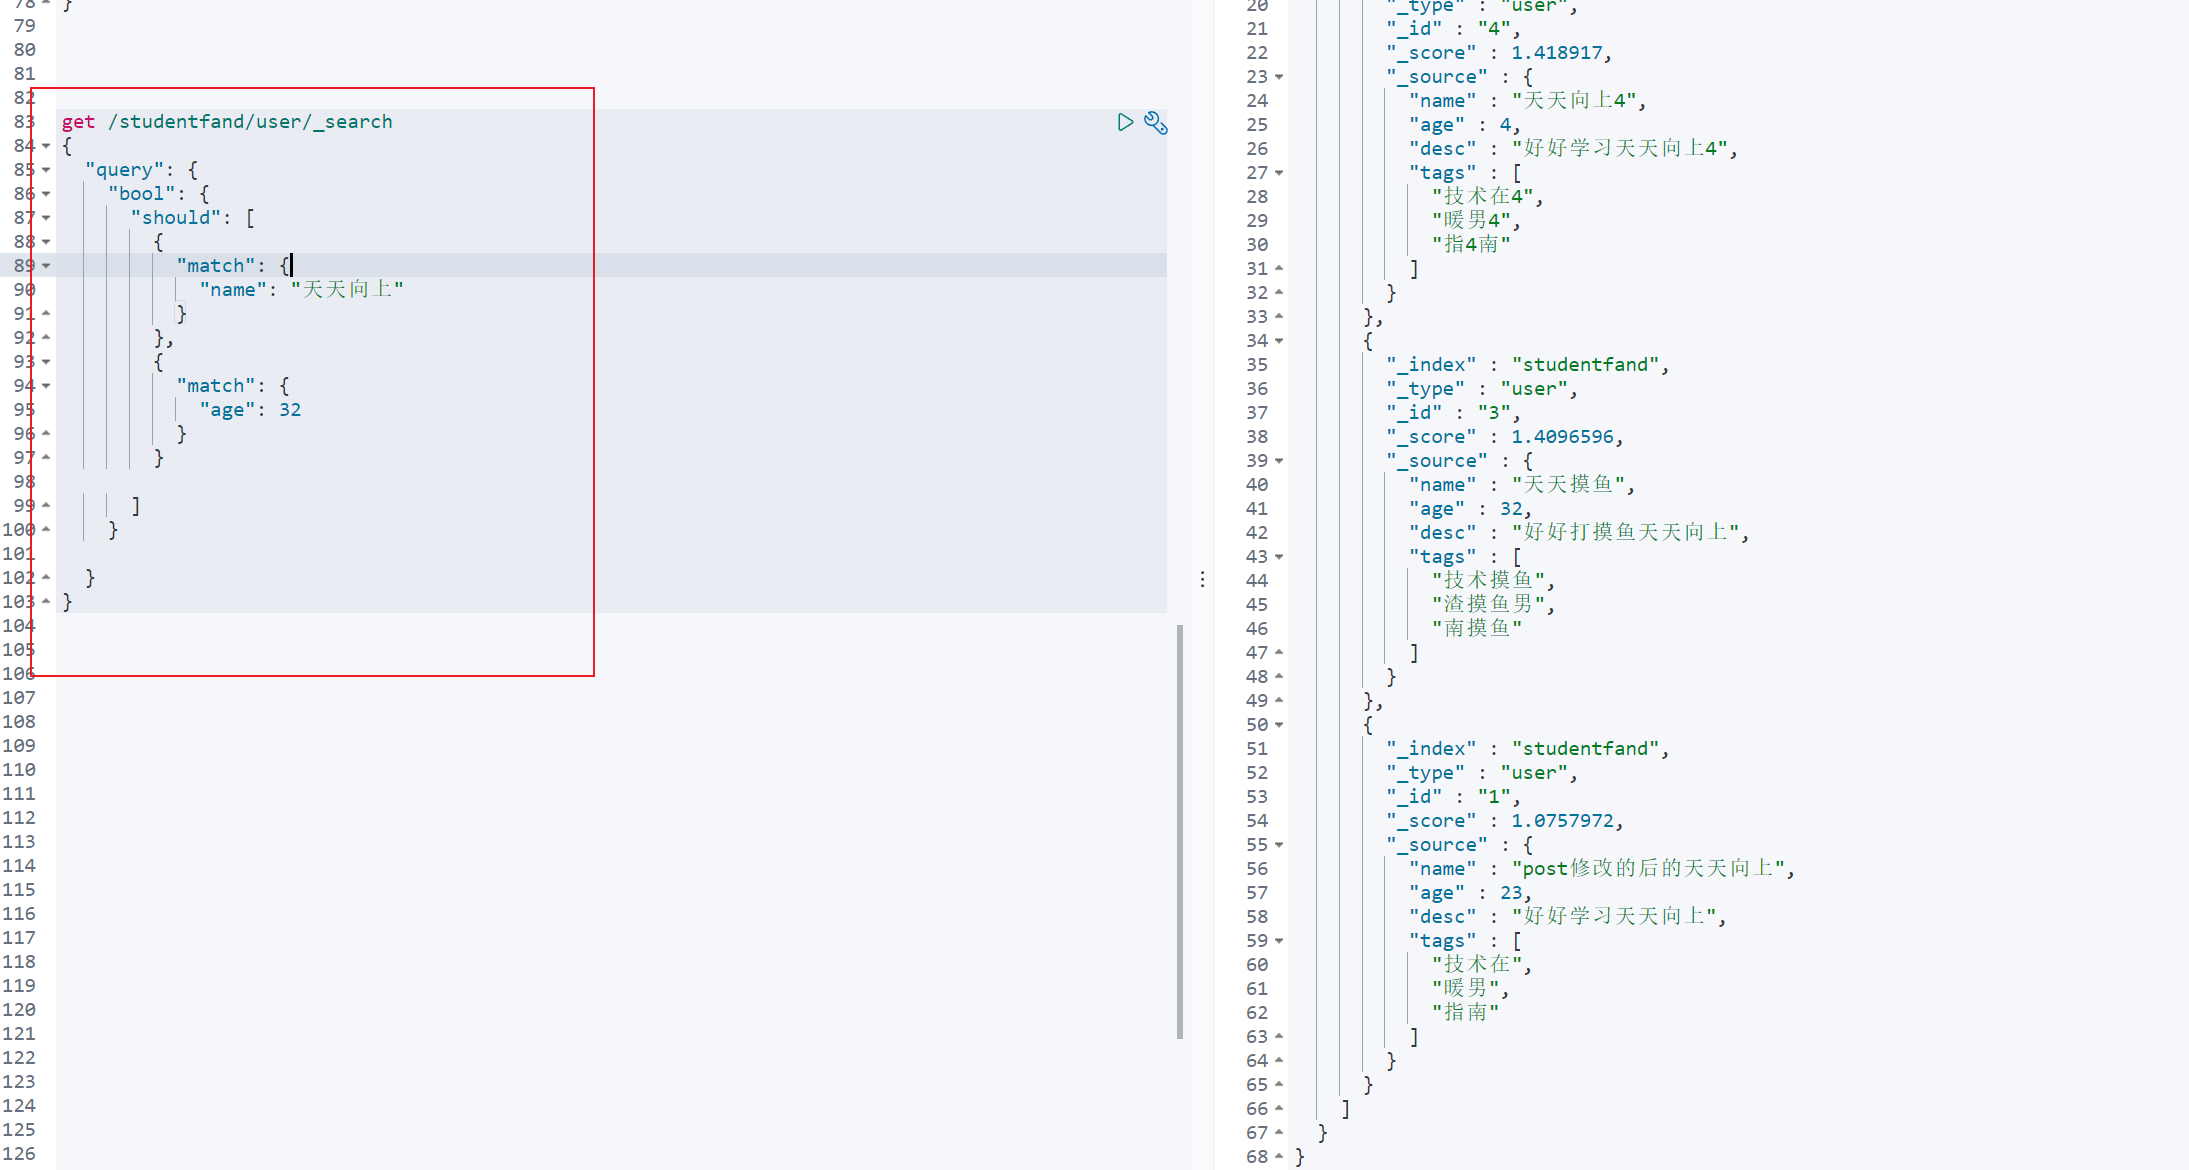 78 }
79
80
81
82
83 get /studentfand/user/_search
84 {
85 "query": {
86 "bool": {
87 "should": [
88 {
89 "match": {
90 "name": "天天向上"
91 }
92 },
93 {
94 "match": {
95 "age": 32
96 }
97 }
98
99 ]
100 }
101
102 }
103 }
104
105
106
107
108
109
110
111
112
113
114
115
116
117
118
119
120
121
122
123
124
125
126
20 "_type" : "user",
21 "_id" : "4",
22 "_score" : 1.418917,
23 "_source" : {
24 "name" : "天天向上4",
25 "age" : 4,
26 "desc" : "好好学习天天向上4",
27 "tags" : [
28 "技术在4",
29 "暖男4",
30 "指4南"
31 ]
32 }
33 },
34 {
35 "_index" : "studentfand",
36 "_type" : "user",
37 "_id" : "3",
38 "_score" : 1.4096596,
39 "_source" : {
40 "name" : "天天摸鱼",
41 "age" : 32,
42 "desc" : "好好打摸鱼天天向上",
43 "tags" : [
44 "技术摸鱼",
45 "渣摸鱼男",
46 "南摸鱼"
47 ]
48 }
49 },
50 {
51 "_index" : "studentfand",
52 "_type" : "user",
53 "_id" : "1",
54 "_score" : 1.0757972,
55 "_source" : {
56 "name" : "post修改的后的天天向上",
57 "age" : 23,
58 "desc" : "好好学习天天向上",
59 "tags" : [
60 "技术在",
61 "暖男",
62 "指南"
63 ]
64 }
65 }
66 ]
67 }
68 }